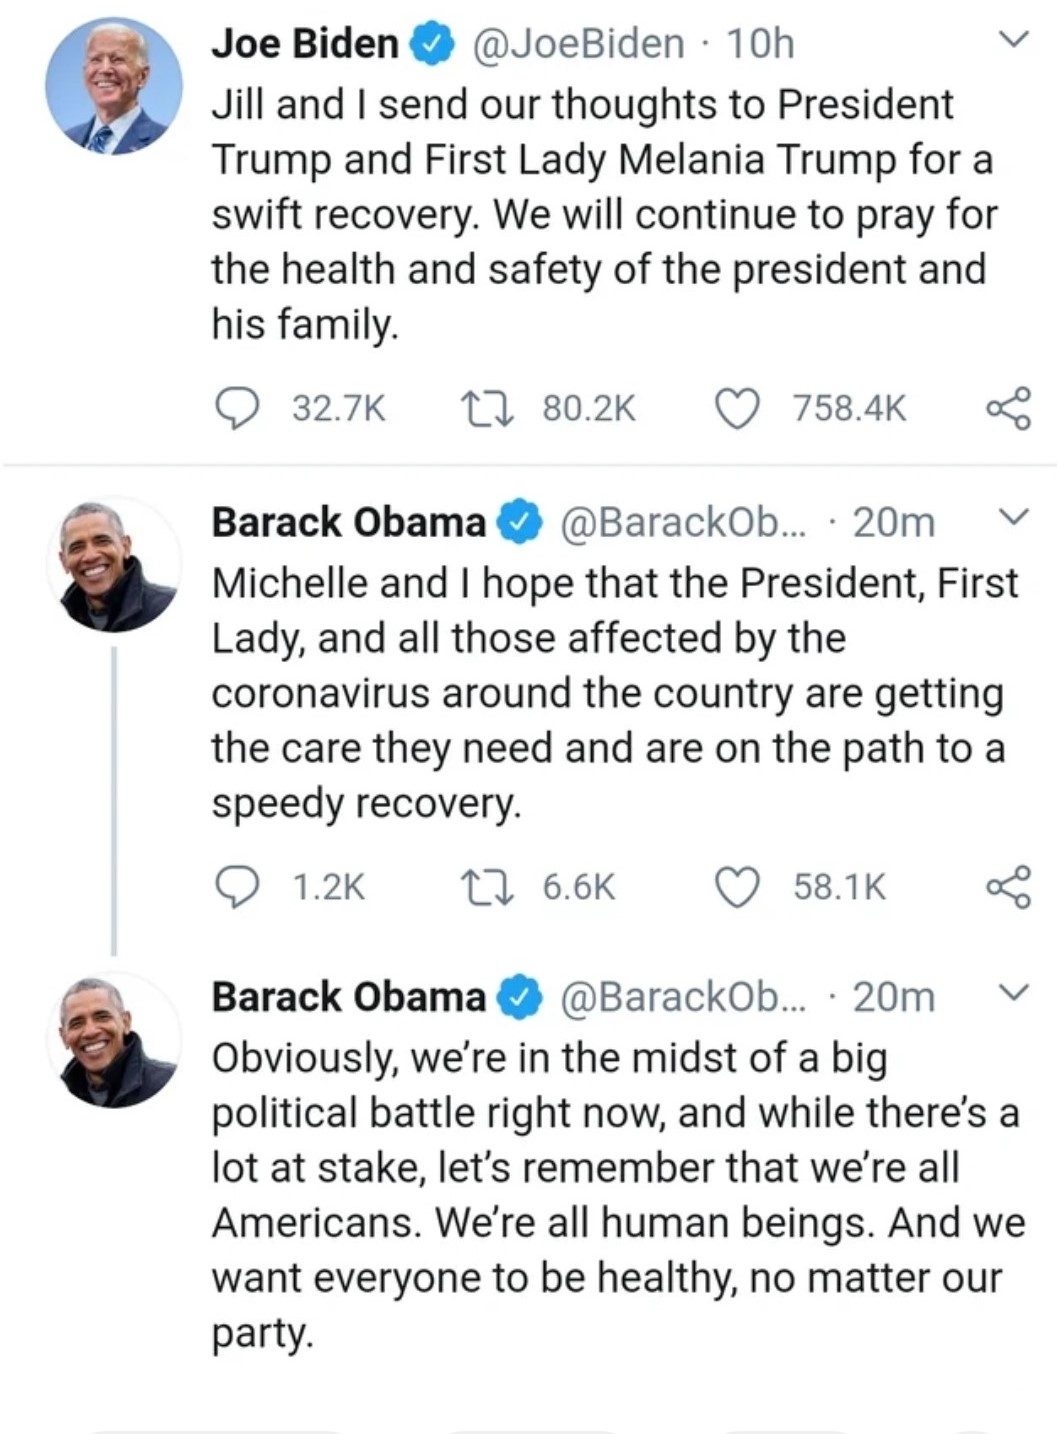 Joe Biden @JoeBiden · 10h
Jill and I send our thoughts to President
Trump and First Lady Melania Trump for a
swift recovery. We will continue to pray for
the health and safety of the president and
his family.
32.7K 80.2K 758.4K
Barack Obama @BarackOb... · 20m
Michelle and I hope that the President, First
Lady, and all those affected by the
coronavirus around the country are getting
the care they need and are on the path to a
speedy recovery.
1.2K 6.6K 58.1K
Barack Obama @BarackOb... · 20m
Obviously, we’re in the midst of a big
political battle right now, and while there’s a
lot at stake, let’s remember that we’re all
Americans. We’re all human beings. And we
want everyone to be healthy, no matter our
party.